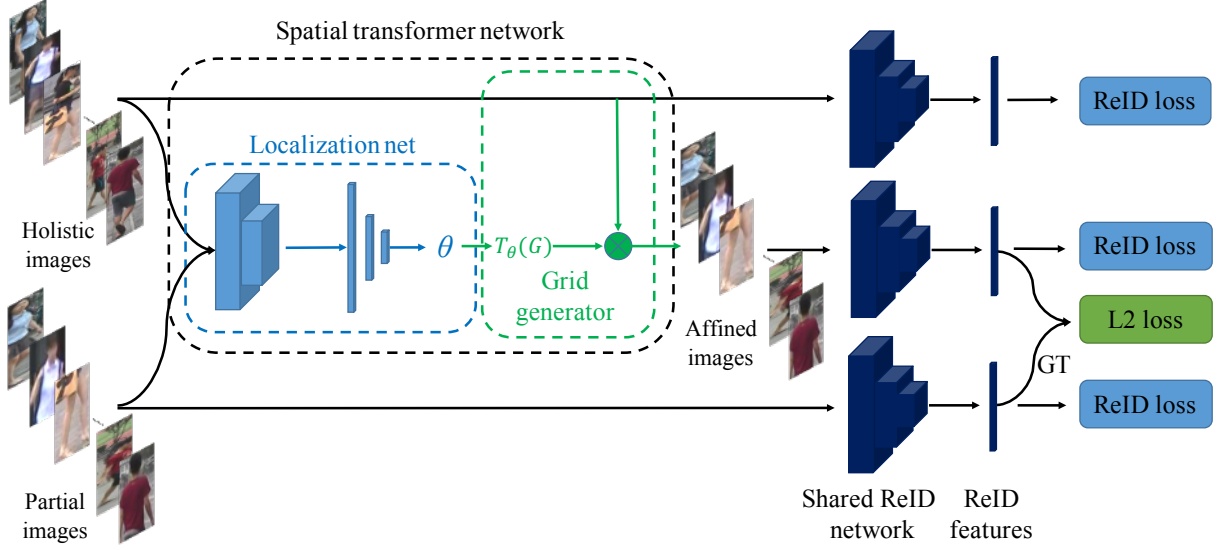 Spatial transformer network
ReID loss
Localization net
Holistic
images
θ
T_θ(G)
Grid
generator
ReID loss
Affined
images
L2 loss
GT
ReID loss
Partial
images
Shared ReID
network
ReID
features